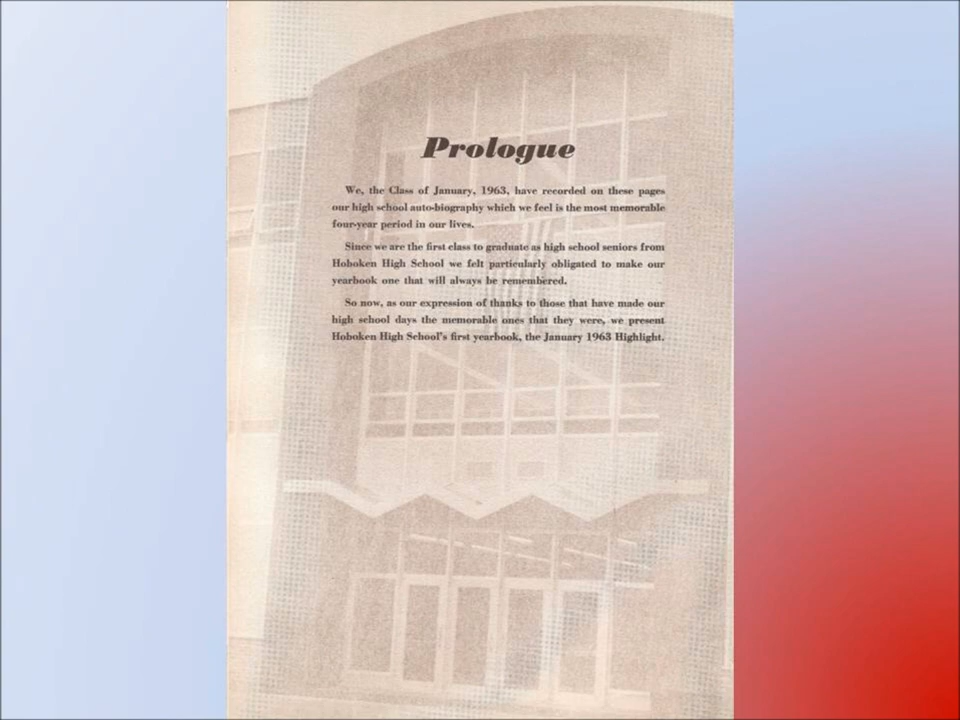 Prologue
We, the Class of January, 1963, have recorded on these pages
our high school auto-biography which we feel is the most memorable
four-year period in our lives.
Since we are the first class to graduate as high school seniors from
Hoboken High School we felt particularly obligated to make our
yearbook one that will always be remembered.
So now, as our expression of thanks to those that have made our
high school days the memorable ones that they were, we present
Hoboken High School's first yearbook, the January 1963 Highlight.